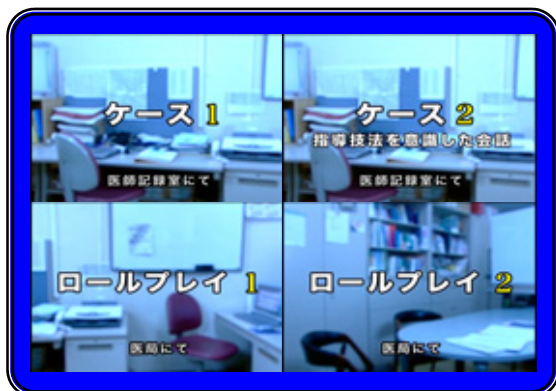 ケース 1
医師記録室にて
ケース 2
指導技法を意識した会話
医師記録室にて
ロールプレイ 1
医局にて
ロールプレイ 2
医局にて